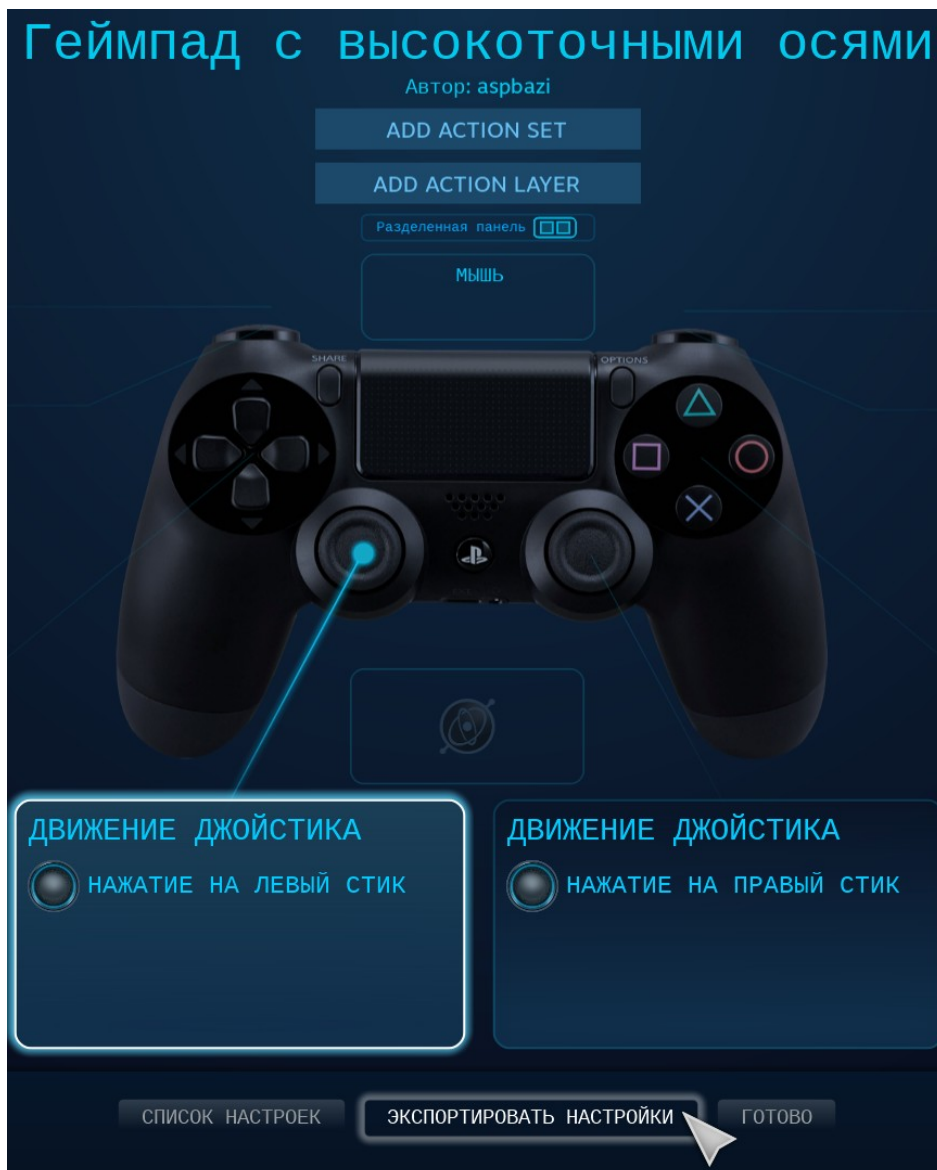 Геймпад с высокоточными осями
Автор: aspbazi
ADD ACTION SET
ADD ACTION LAYER
Разделенная панель
МЫШЬ
SHARE
OPTIONS
ДВИЖЕНИЕ ДЖОЙСТИКА
НАЖАТИЕ НА ЛЕВЫЙ СТИК
ДВИЖЕНИЕ ДЖОЙСТИКА
НАЖАТИЕ НА ПРАВЫЙ СТИК
СПИСОК НАСТРОЕК
ЭКСПОРТИРОВАТЬ НАСТРОЙКИ
ГОТОВО